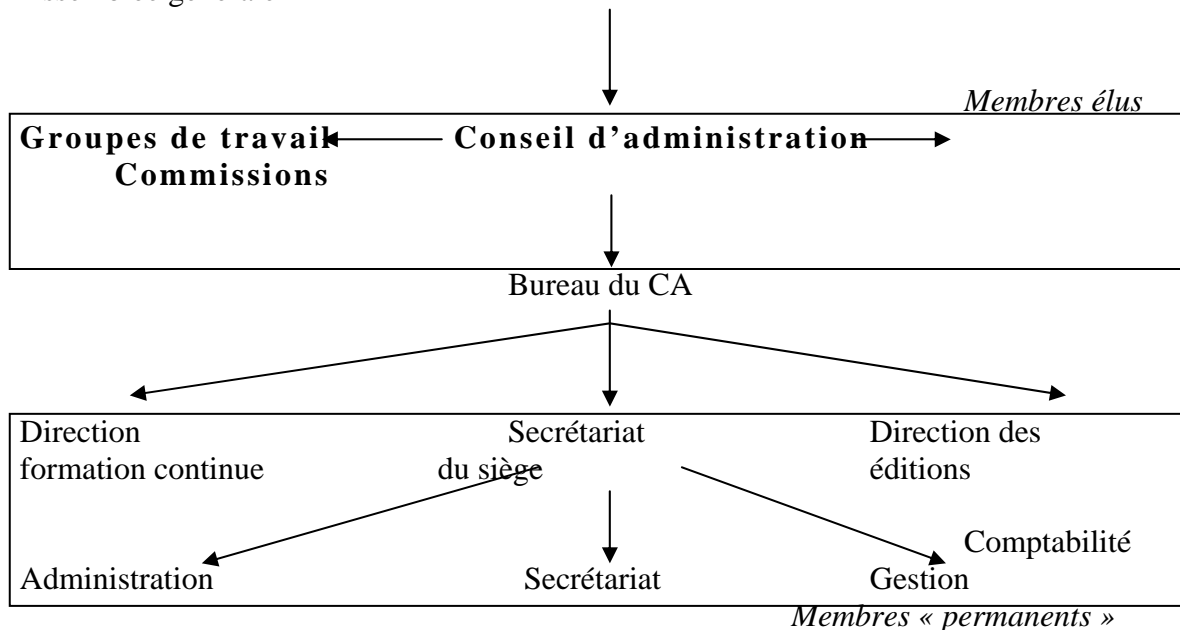 Membres élus
Groupes de travail Conseil d’administration
Commissions
Bureau du CA
Direction Secrétariat Direction des
formation continue du siège éditions
Comptabilité
Administration Secrétariat Gestion
Membres « permanents »